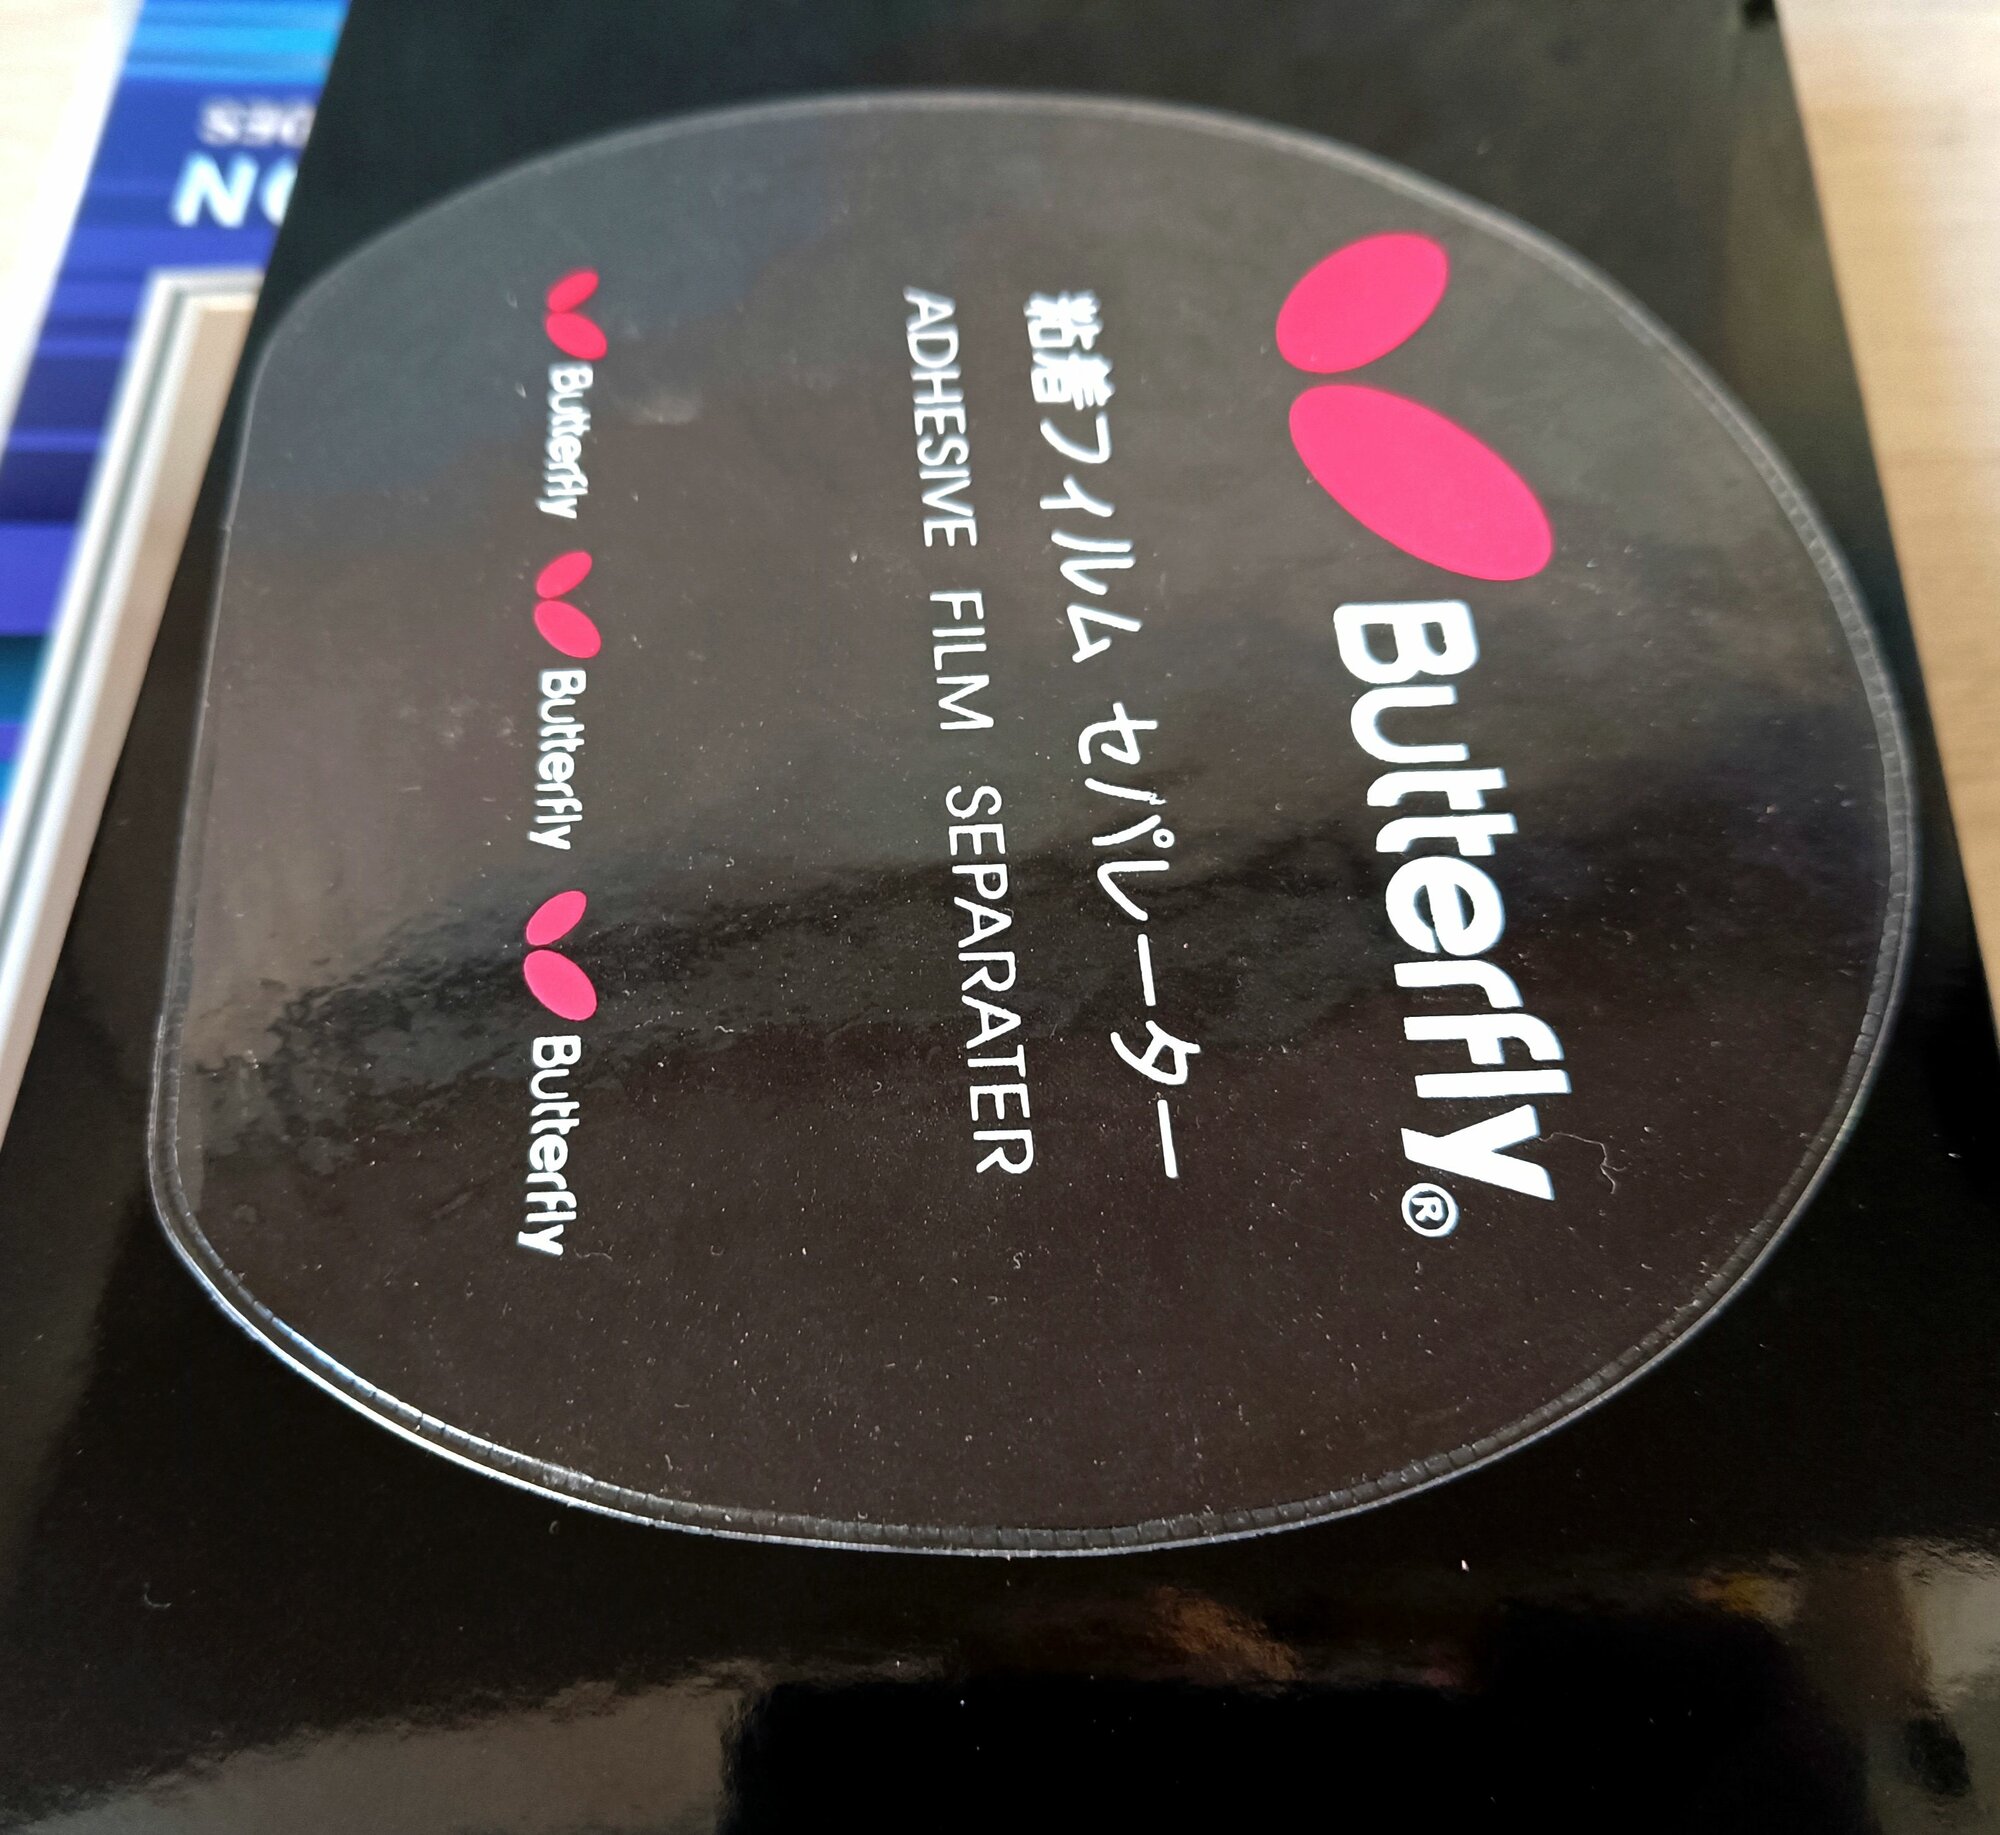 Butterfly®
粘着フィルム セパレーター
ADHESIVE FILM SEPARATER
Butterfly Butterfly Butterfly